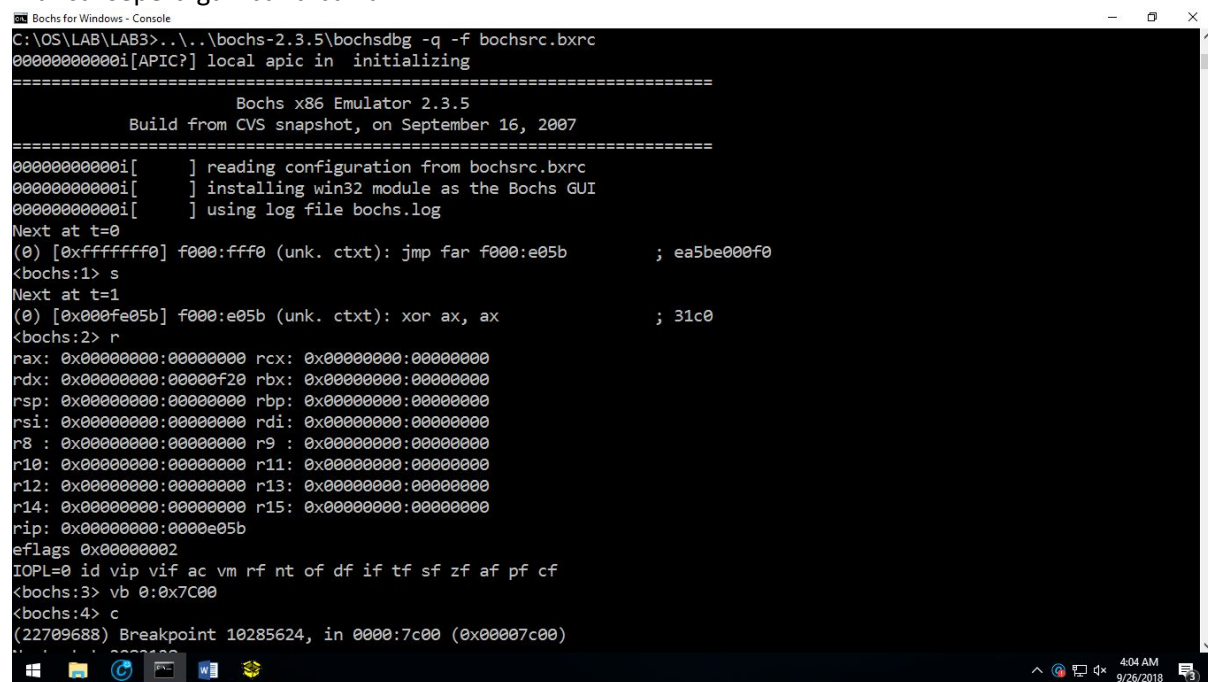 Bochs for Windows - Console
C:\OS\LAB\LAB3>..\..\bochs-2.3.5\bochsdbg -q -f bochsrc.bxrc
00000000000i[APIC?] local apic in  initializing
========================================================================
Bochs x86 Emulator 2.3.5
Build from CVS snapshot, on September 16, 2007
========================================================================
00000000000i[     ] reading configuration from bochsrc.bxrc
00000000000i[     ] installing win32 module as the Bochs GUI
00000000000i[     ] using log file bochs.log
Next at t=0
(0) [0xfffffff0] f000:fff0 (unk. ctxt): jmp far f000:e05b         ; ea5be000f0
<bochs:1> s
Next at t=1
(0) [0x000fe05b] f000:e05b (unk. ctxt): xor ax, ax                ; 31c0
<bochs:2> r
rax: 0x00000000:00000000 rcx: 0x00000000:00000000
rdx: 0x00000000:00000f20 rbx: 0x00000000:00000000
rsp: 0x00000000:00000000 rbp: 0x00000000:00000000
rsi: 0x00000000:00000000 rdi: 0x00000000:00000000
r8 : 0x00000000:00000000 r9 : 0x00000000:00000000
r10: 0x00000000:00000000 r11: 0x00000000:00000000
r12: 0x00000000:00000000 r13: 0x00000000:00000000
r14: 0x00000000:00000000 r15: 0x00000000:00000000
rip: 0x00000000:0000e05b
eflags 0x00000002
IOPL=0 id vip vif ac vm rf nt of df if tf sf zf af pf cf
<bochs:3> vb 0:0x7C00
<bochs:4> c
(22709688) Breakpoint 10285624, in 0000:7c00 (0x00007c00)
4:04 AM
9/26/2018